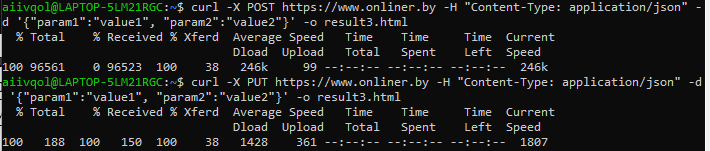 aiivqol@LAPTOP-5LM21RGC:~$ curl -X POST https://www.onliner.by -H "Content-Type: application/json" -
d '{"param1":"value1", "param2":"value2"}' -o result3.html
  % Total    % Received % Xferd  Average Speed   Time    Time     Time  Current
                                 Dload  Upload   Total   Spent    Left  Speed
100 96561    0 96523  100    38   246k     99 --:--:-- --:--:-- --:--:--  246k
aiivqol@LAPTOP-5LM21RGC:~$ curl -X PUT https://www.onliner.by -H "Content-Type: application/json" -d
 '{"param1":"value1", "param2":"value2"}' -o result3.html
  % Total    % Received % Xferd  Average Speed   Time    Time     Time  Current
                                 Dload  Upload   Total   Spent    Left  Speed
100   188  100   150  100    38   1428    361 --:--:-- --:--:-- --:--:--  1807